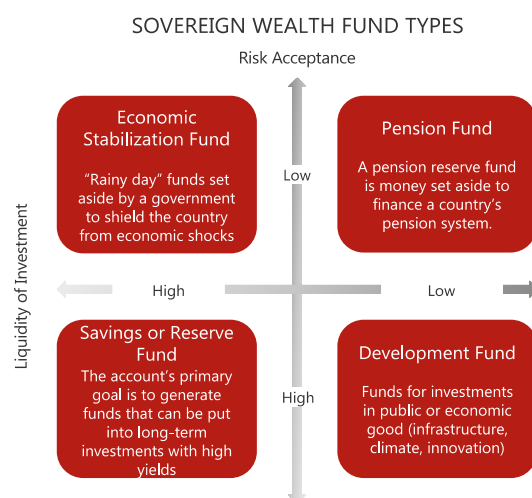 SOVEREIGN WEALTH FUND TYPES
Risk Acceptance
Economic
Stabilization Fund
“Rainy day” funds set
aside by a government
to shield the country
from economic shocks
Pension Fund
A pension reserve fund
is money set aside to
finance a country’s
pension system.
Low
Liquidity of Investment
High
Low
Savings or Reserve
Fund
The account’s primary
goal is to generate
funds that can be put
into long-term
investments with high
yields
High
Development Fund
Funds for investments
in public or economic
good (infrastructure,
climate, innovation)